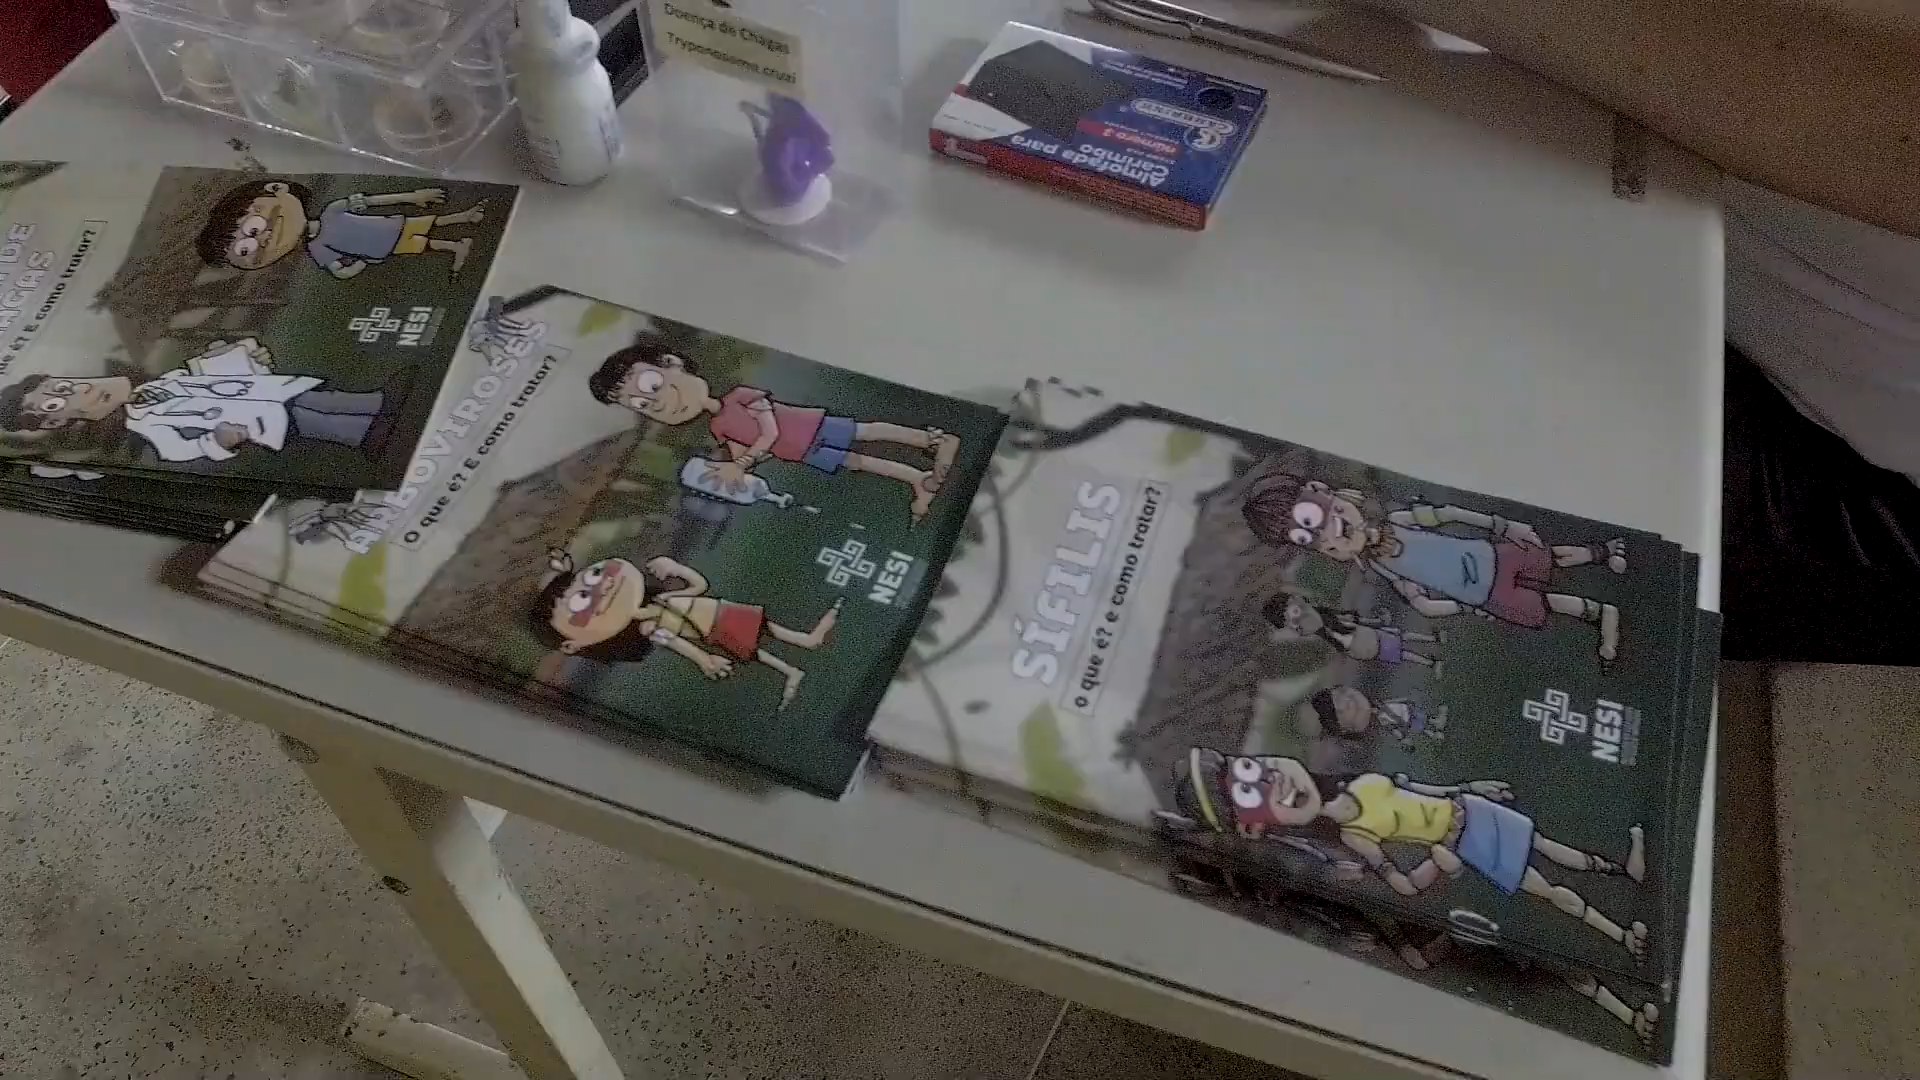 Doença de Chagas
Trypanosoma cruzi
Almofada para
carimbo
número 3
DE
CHAGAS
que é? E como tratar?
NESI
ARBOVIROSES
O que é? E como tratar?
NESI
SÍFILIS
O que é? e como tratar?
NESI